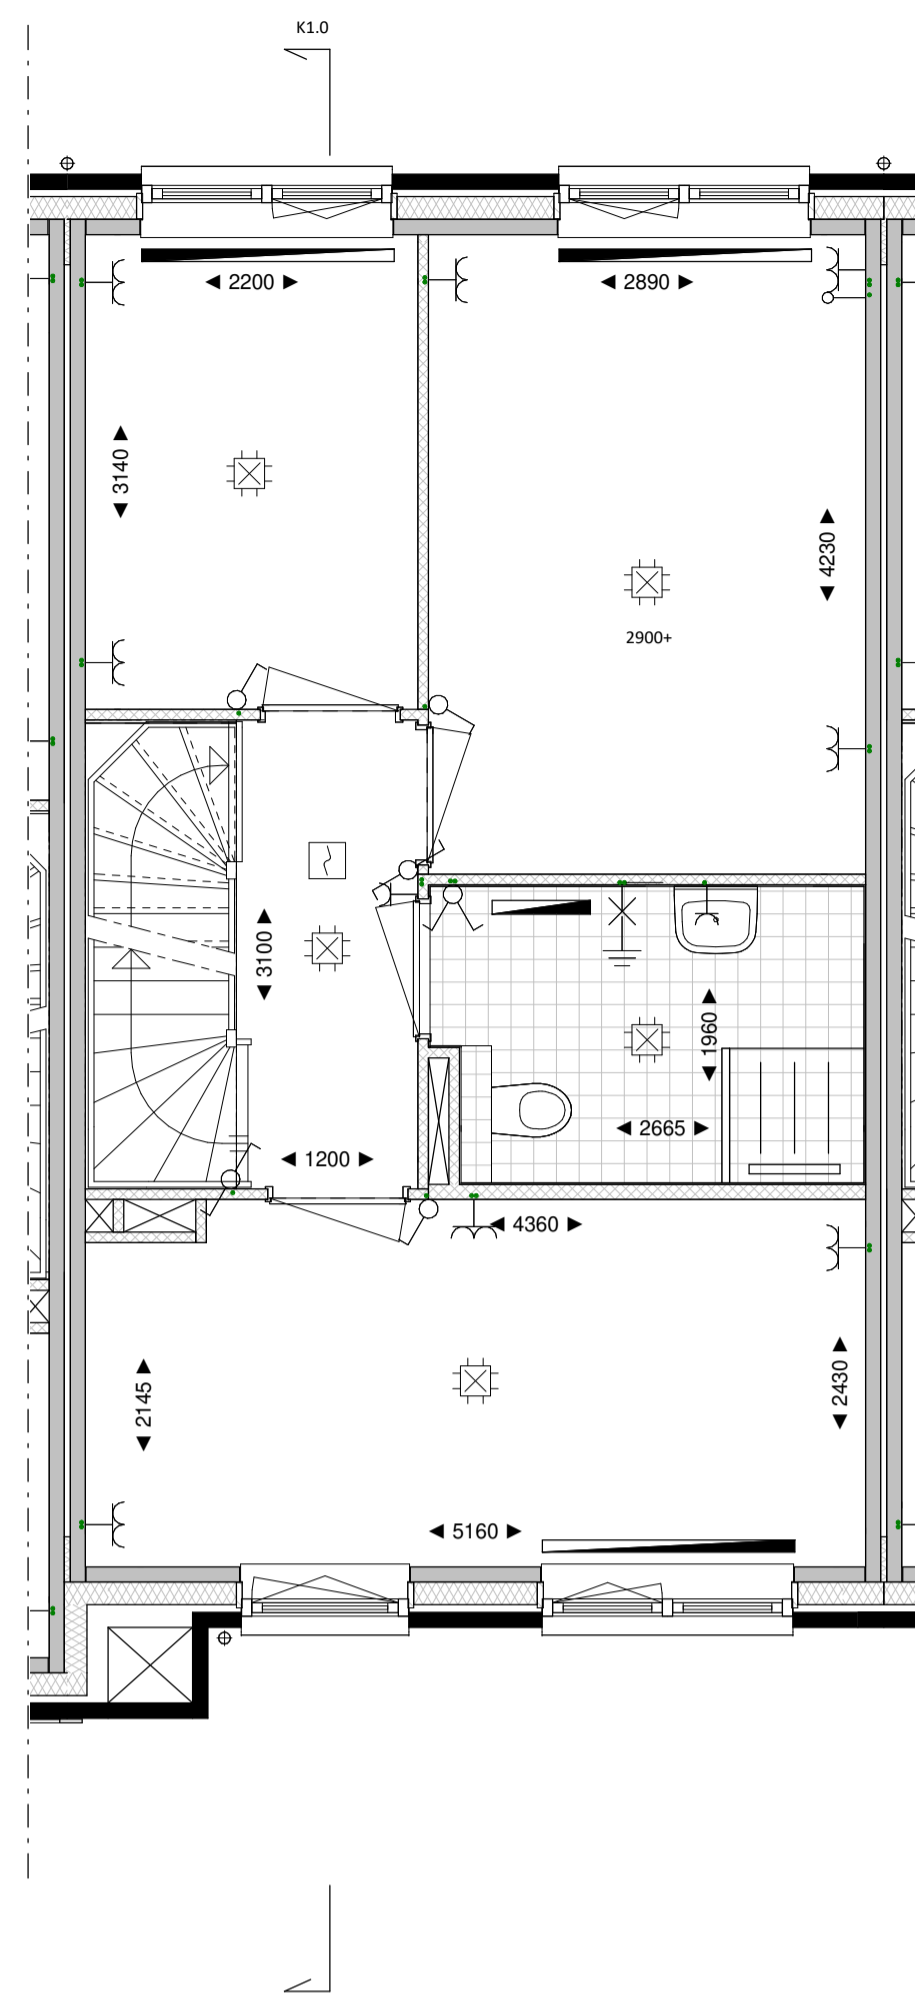 K1.0
◄ 2200 ►
◄ 2890 ►
◄ 3140 ►
◄ 4230 ►
2900+
◄ 3100 ►
◄ 1960 ►
◄ 2665 ►
◄ 1200 ►
◄ 4360 ►
◄ 2145 ►
◄ 2430 ►
◄ 5160 ►